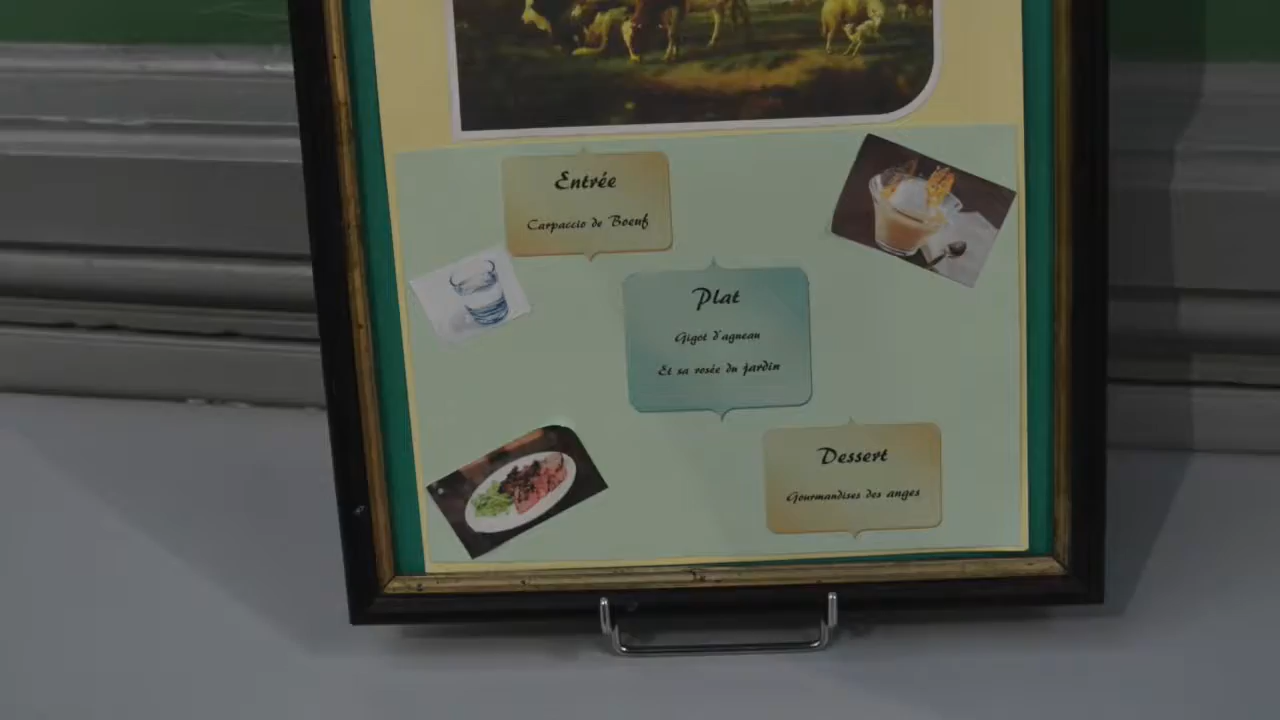 Entrée
Carpaccio de Boeuf
Plat
Gigot d'agneau
Et sa rosée du jardin
Dessert
Gourmandises des anges